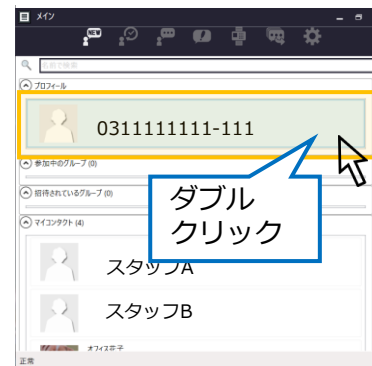 メイン
NEW
名前で検索
プロフィール
0311111111-111
参加中のグループ (0)
招待されているグループ (0)
ダブル
クリック
マイコンタクト (4)
スタッフA
スタッフB
オフィス花子
正常